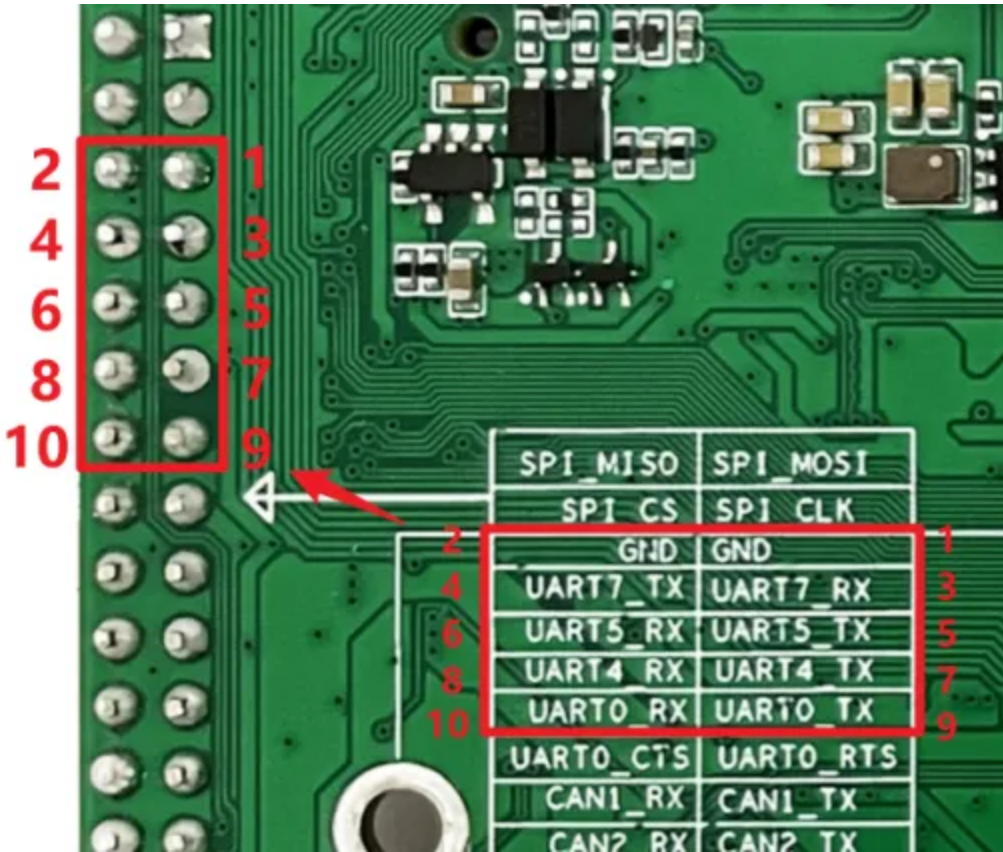 2 1
4 3
6 5
8 7
10 9
SPI_MISO SPI_MOSI
SPI_CS SPI_CLK
2 GND GND 1
4 UART7_TX UART7_RX 3
6 UART5_RX UART5_TX 5
8 UART4_RX UART4_TX 7
10 UART0_RX UART0_TX 9
UART0_CTS UART0_RTS
CAN1_RX CAN1_TX
CAN2_RX CAN2_TX